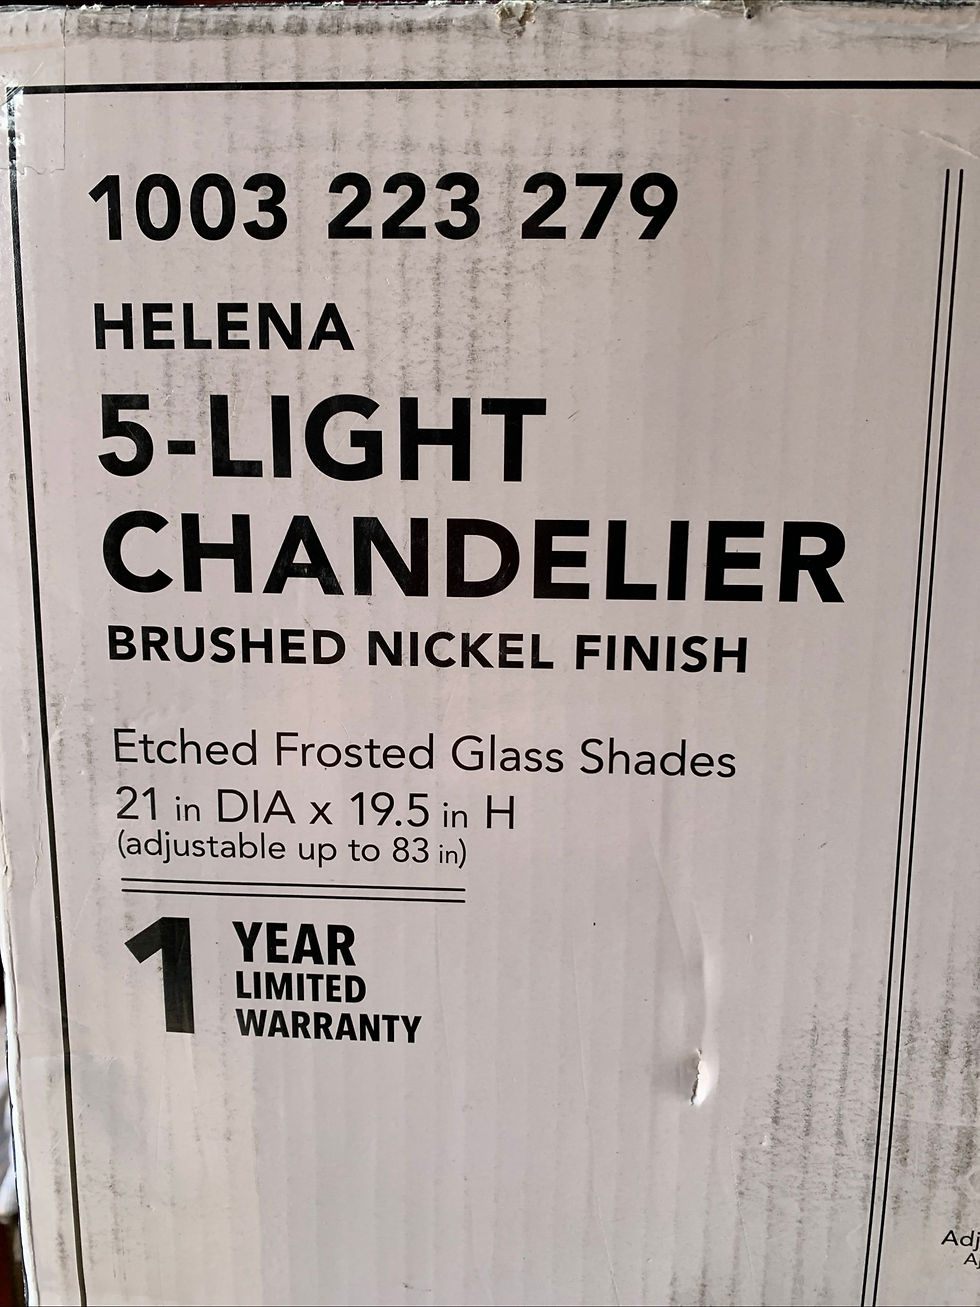 1003 223 279
HELENA
5-LIGHT
CHANDELIER
BRUSHED NICKEL FINISH
Etched Frosted Glass Shades
21 in DIA x 19.5 in H
(adjustable up to 83 in)
1 YEAR
LIMITED
WARRANTY